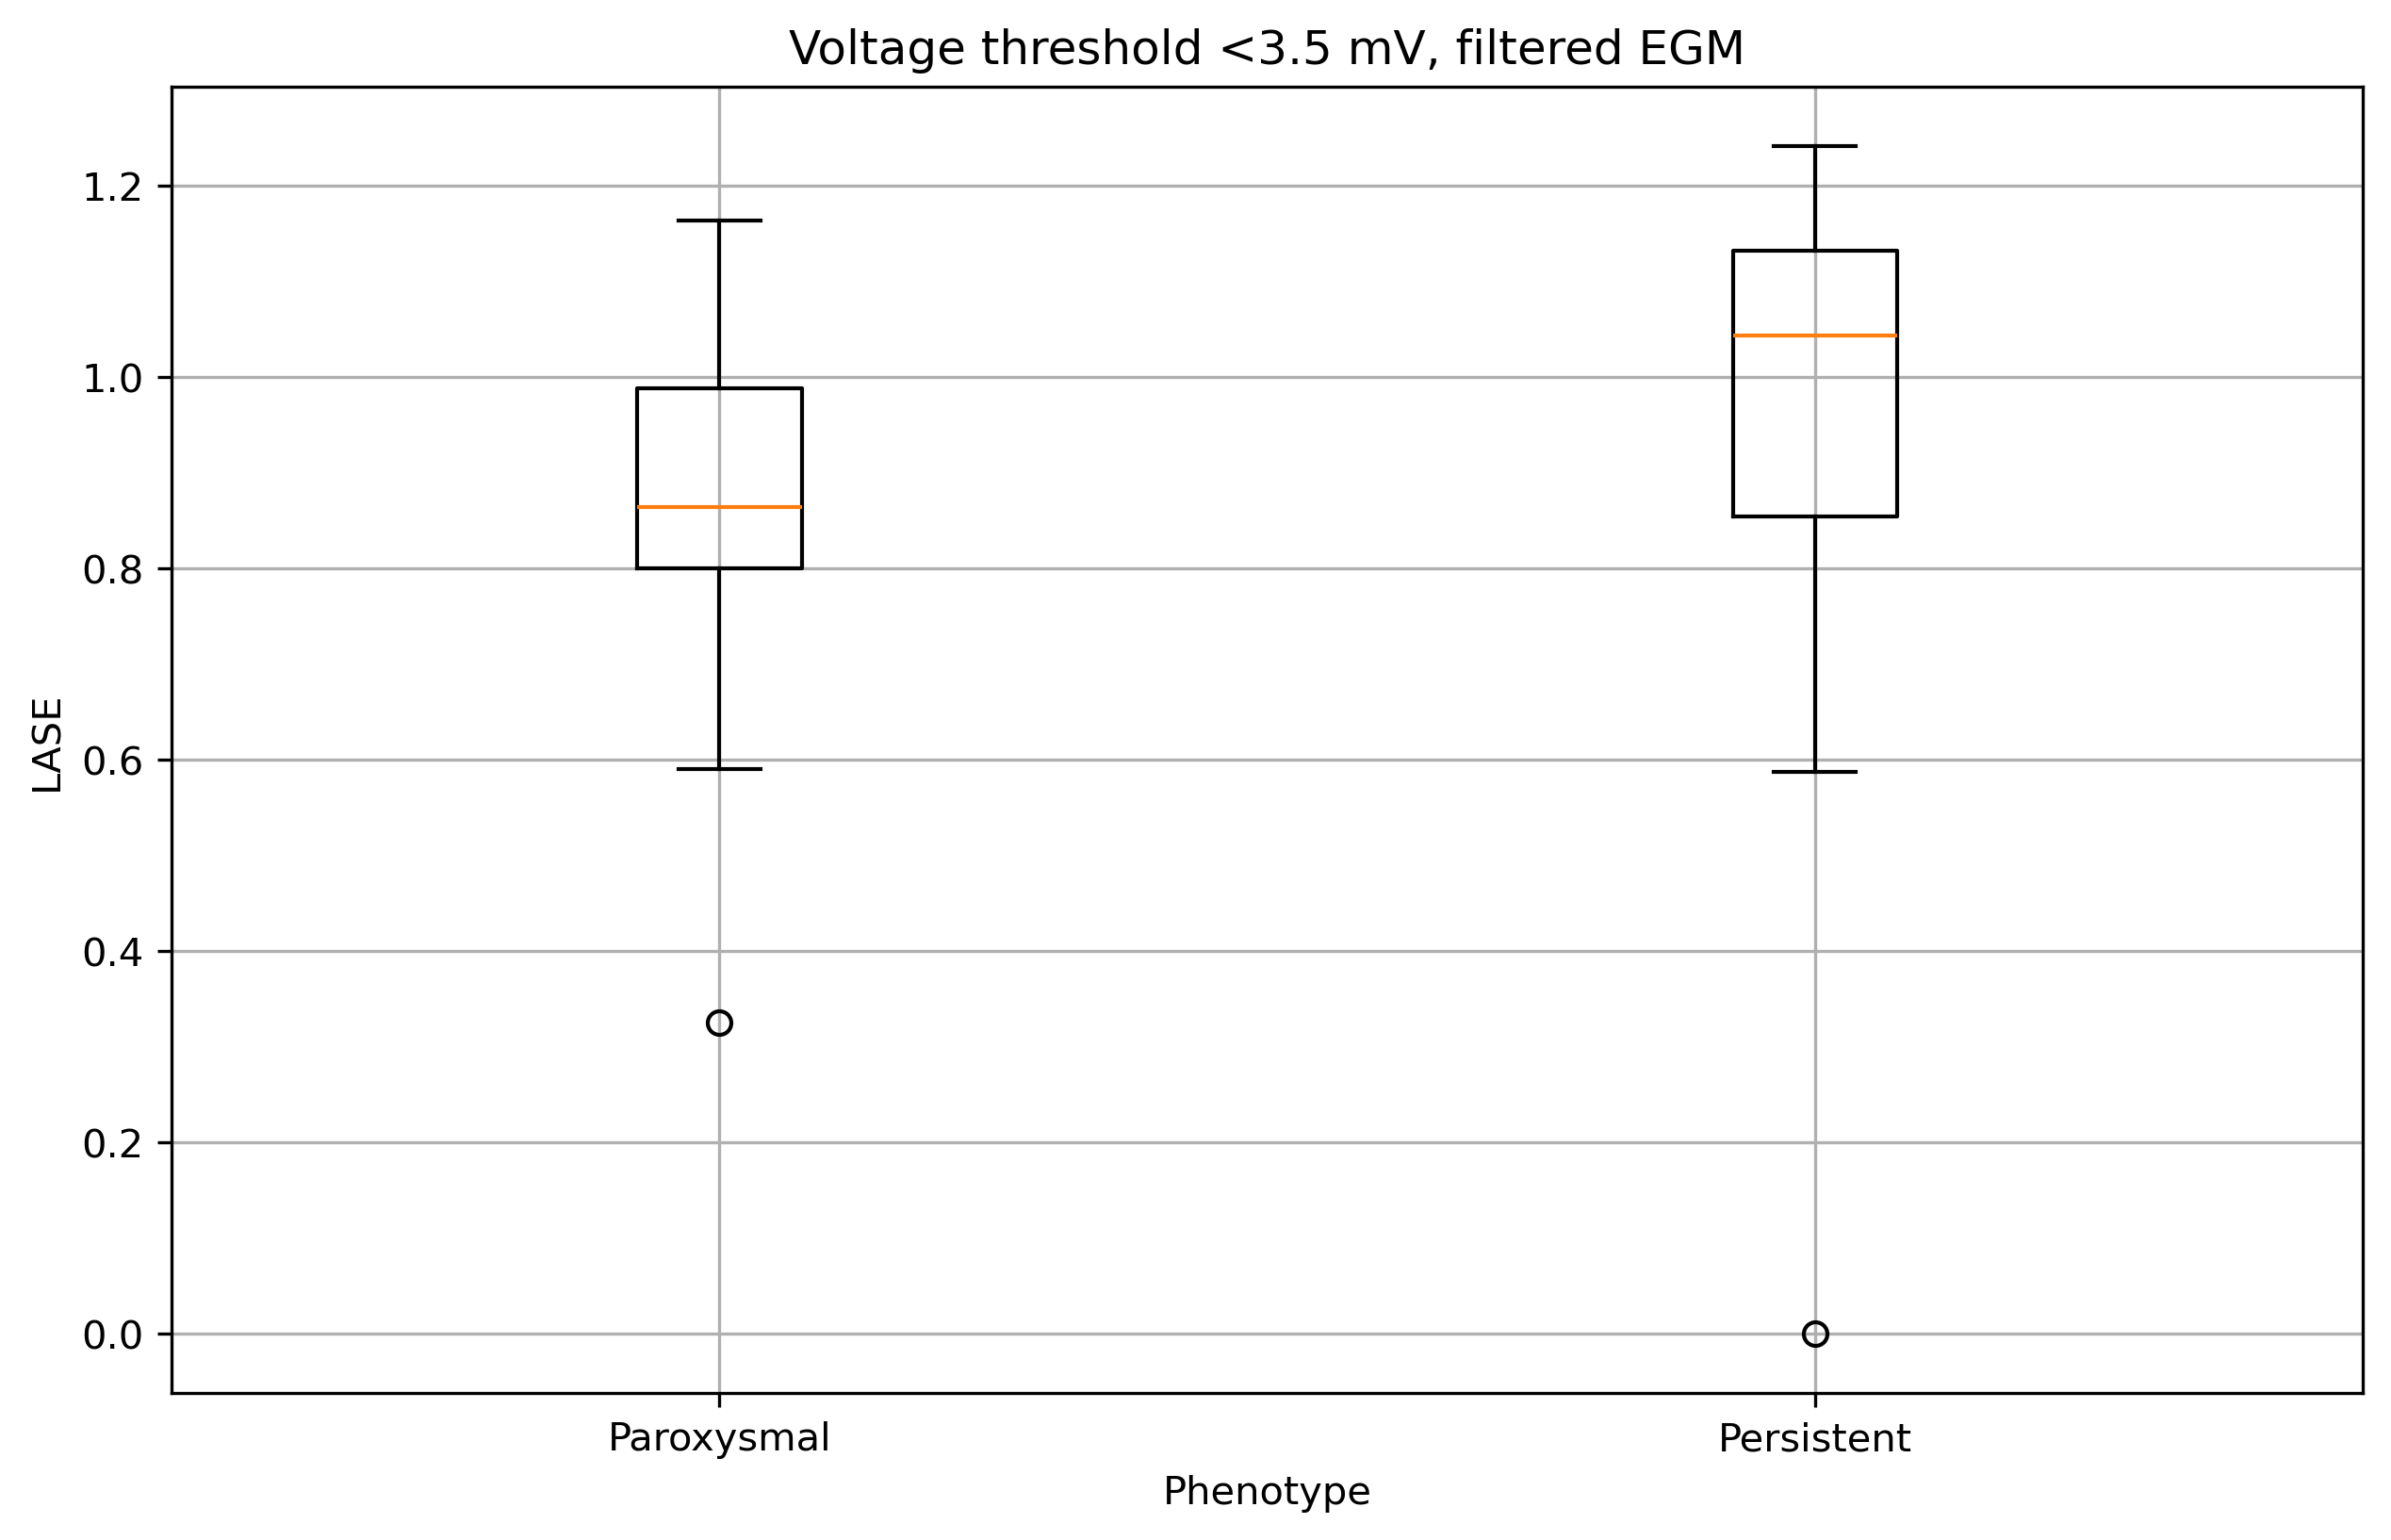 Voltage threshold <3.5 mV, filtered EGM
LASE
1.2
1.0
0.8
0.6
0.4
0.2
0.0
Paroxysmal
Persistent
Phenotype